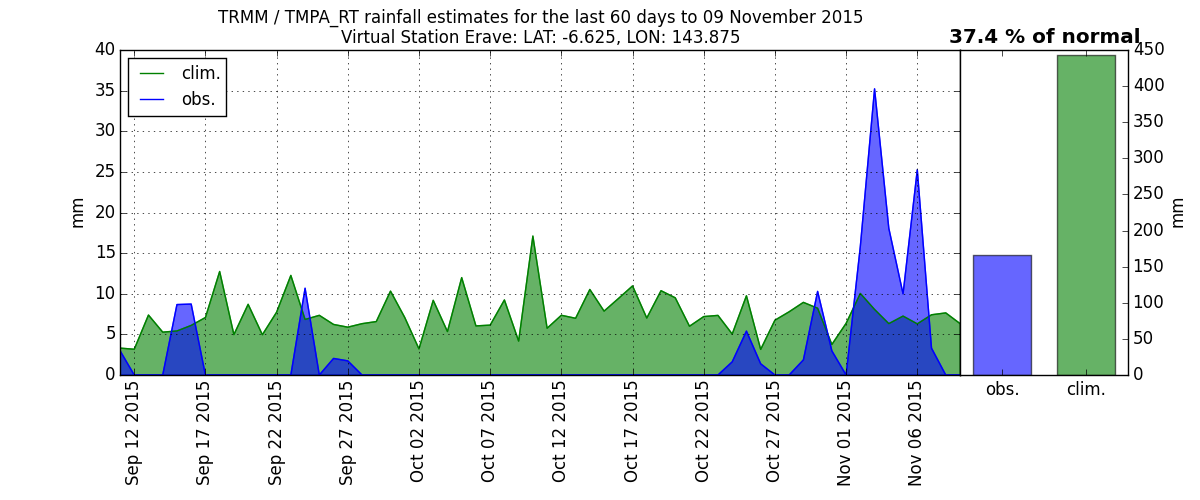 TRMM / TMPA_RT rainfall estimates for the last 60 days to 09 November 2015
Virtual Station Erave: LAT: -6.625, LON: 143.875
37.4 % of normal
clim.
obs.
mm
40
35
30
25
20
15
10
5
0
Sep 12 2015
Sep 17 2015
Sep 22 2015
Sep 27 2015
Oct 02 2015
Oct 07 2015
Oct 12 2015
Oct 17 2015
Oct 22 2015
Oct 27 2015
Nov 01 2015
Nov 06 2015
450
400
350
300
250
200
150
100
50
0
mm
obs.
clim.